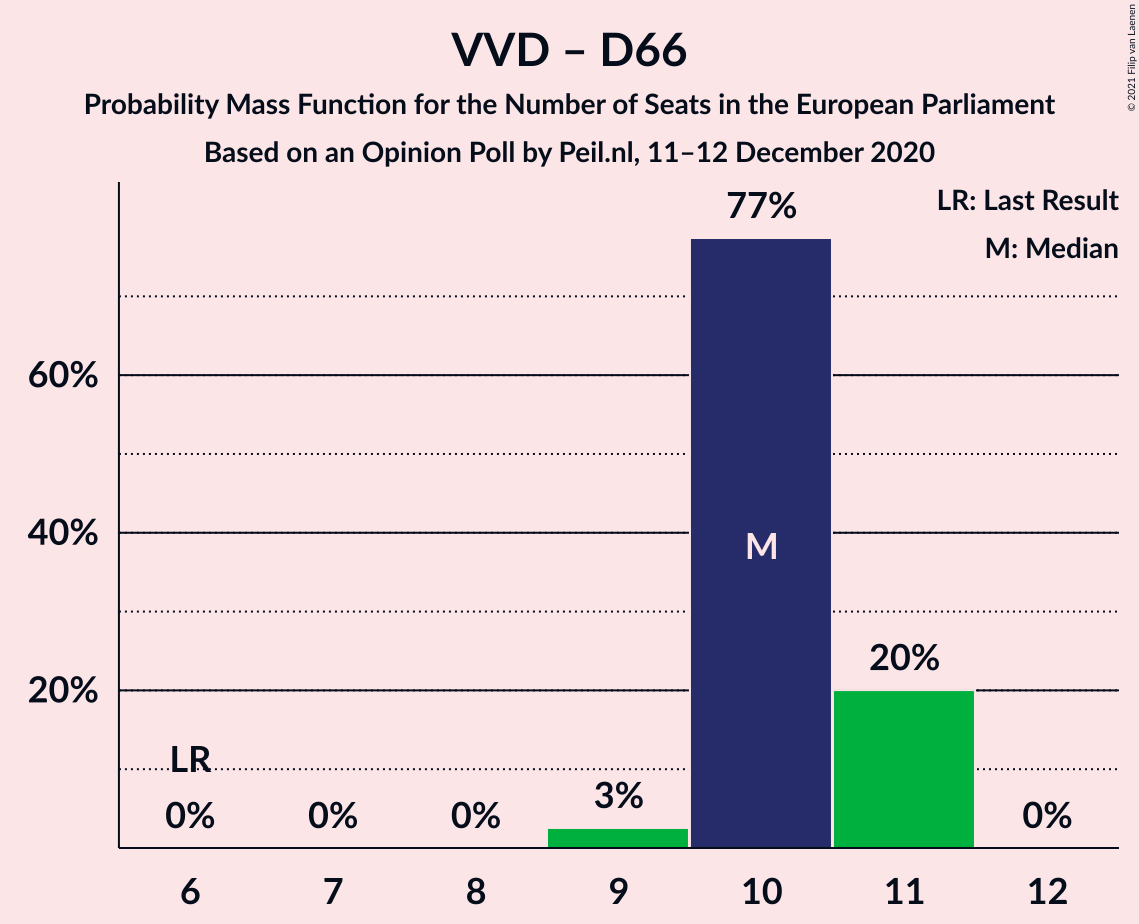 VVD – D66
Probability Mass Function for the Number of Seats in the European Parliament
Based on an Opinion Poll by Peil.nl, 11–12 December 2020
© 2021 Filip van Laenen
LR: Last Result
M: Median
77%
60%
40%
20%
M
20%
LR
0%
0%
0%
3%
0%
6
7
8
9
10
11
12